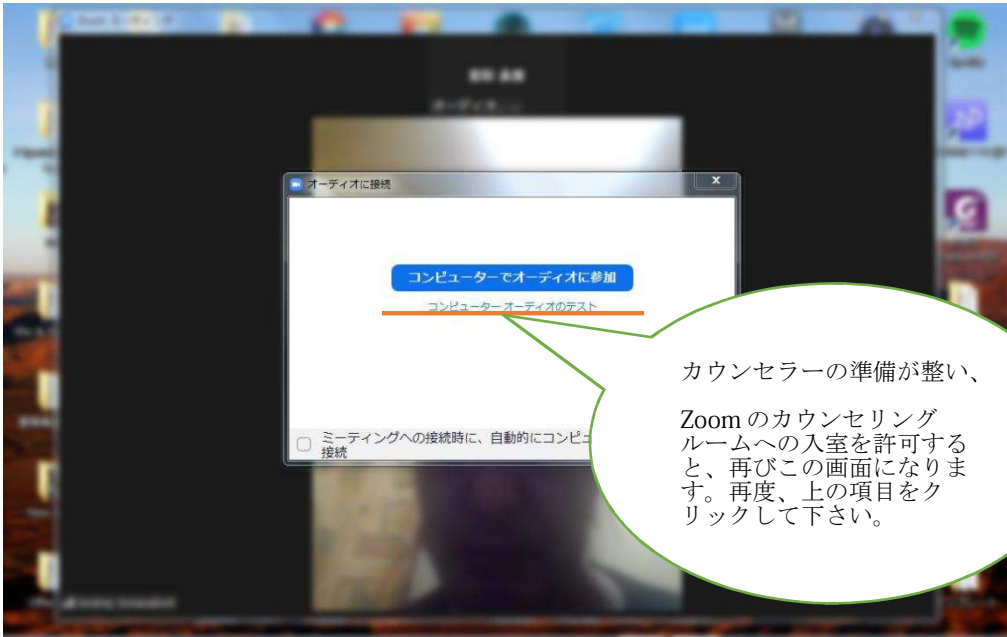 オーディオに接続
コンピューターでオーディオに参加
コンピューター オーディオのテスト
ミーティングへの接続時に、自動的にコンピュ
接続
カウンセラーの準備が整い、
Zoom のカウンセリング
ルームへの入室を許可する
と、再びこの画面になりま
す。再度、上の項目をク
リックして下さい。